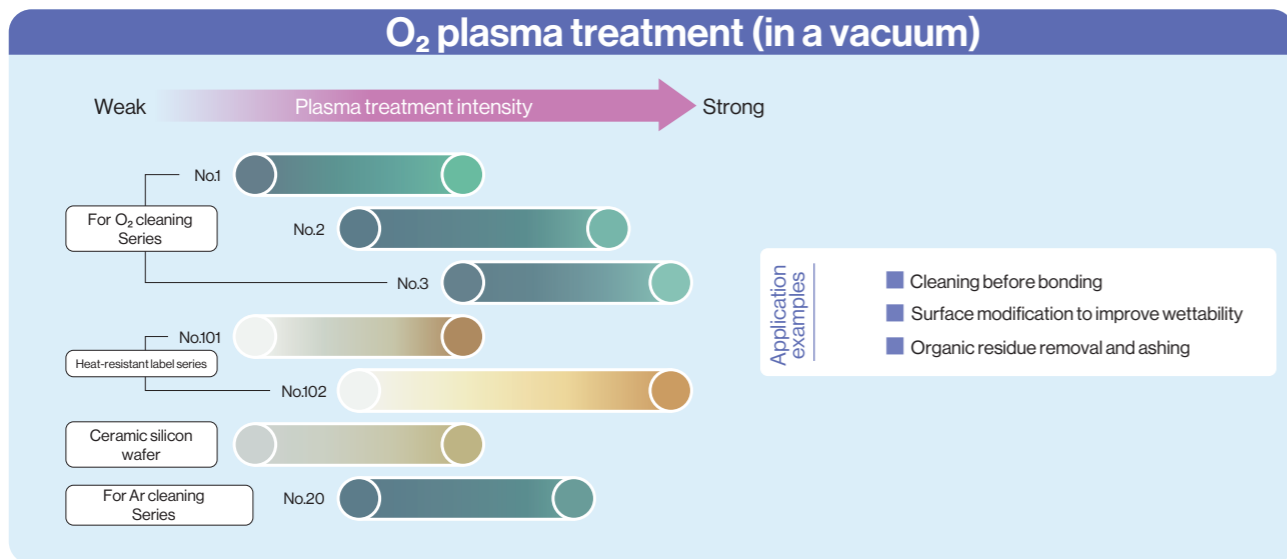 O₂ plasma treatment (in a vacuum)
Weak
Plasma treatment intensity
Strong
For O₂ cleaning
Series
No.1
No.2
No.3
Heat-resistant label series
No.101
No.102
Ceramic silicon
wafer
For Ar cleaning
Series
No.20
Application
examples
Cleaning before bonding
Surface modification to improve wettability
Organic residue removal and ashing